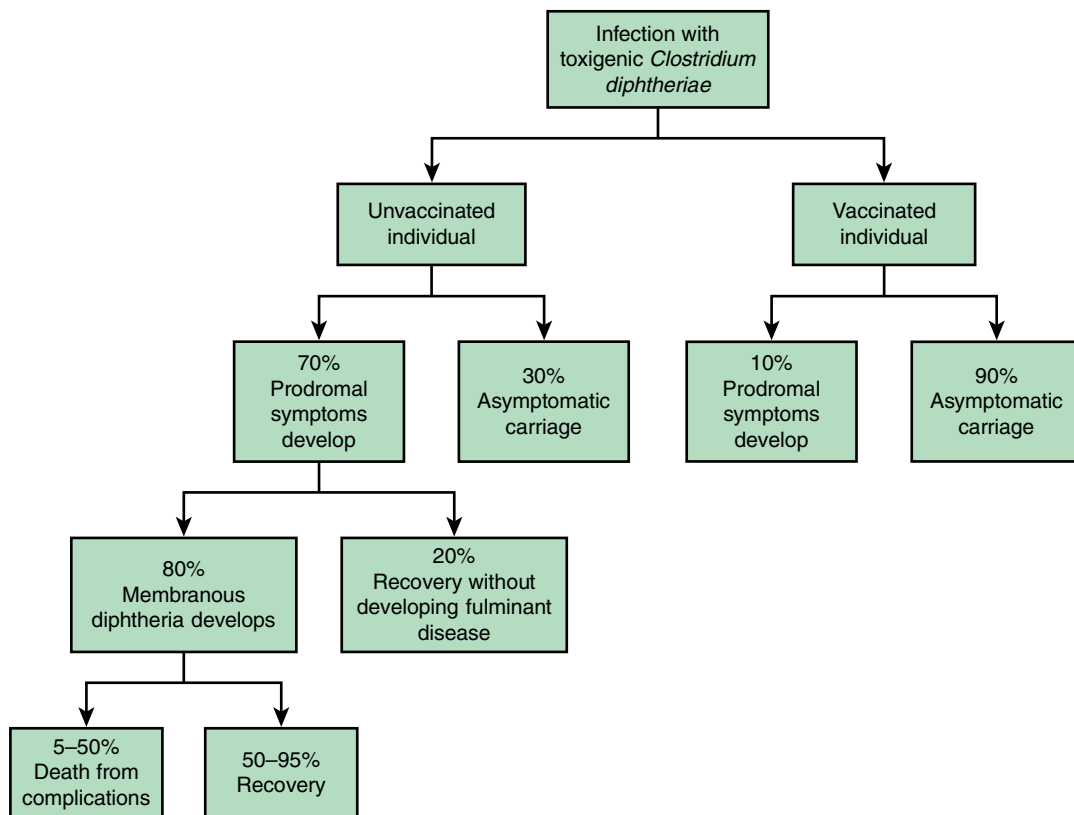 Infection with
toxigenic Clostridium
diphtheriae
Unvaccinated
individual
Vaccinated
individual
70%
Prodromal
symptoms
develop
30%
Asymptomatic
carriage
10%
Prodromal
symptoms
develop
90%
Asymptomatic
carriage
80%
Membranous
diphtheria develops
20%
Recovery without
developing fulminant
disease
5–50%
Death from
complications
50–95%
Recovery